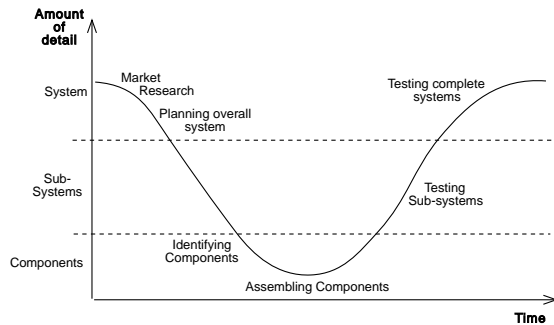 Amount
of
detail
System
Market
Research
Planning overall
system
Testing complete
systems
Sub-
Systems
Testing
Sub-systems
Identifying
Components
Components
Assembling Components
Time